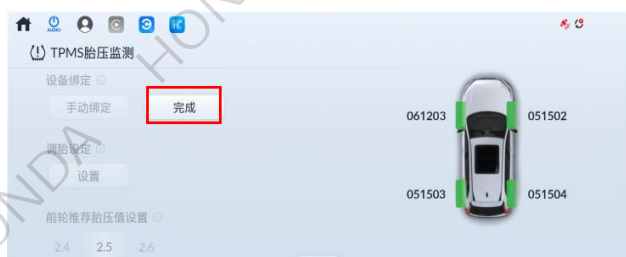 AUDIO
TPMS胎压监测
设备绑定
手动绑定
完成
061203
051502
调胎设定
设置
051503
051504
前轮推荐胎压值设置
2.4
2.5
2.6
HONDA
HONDA